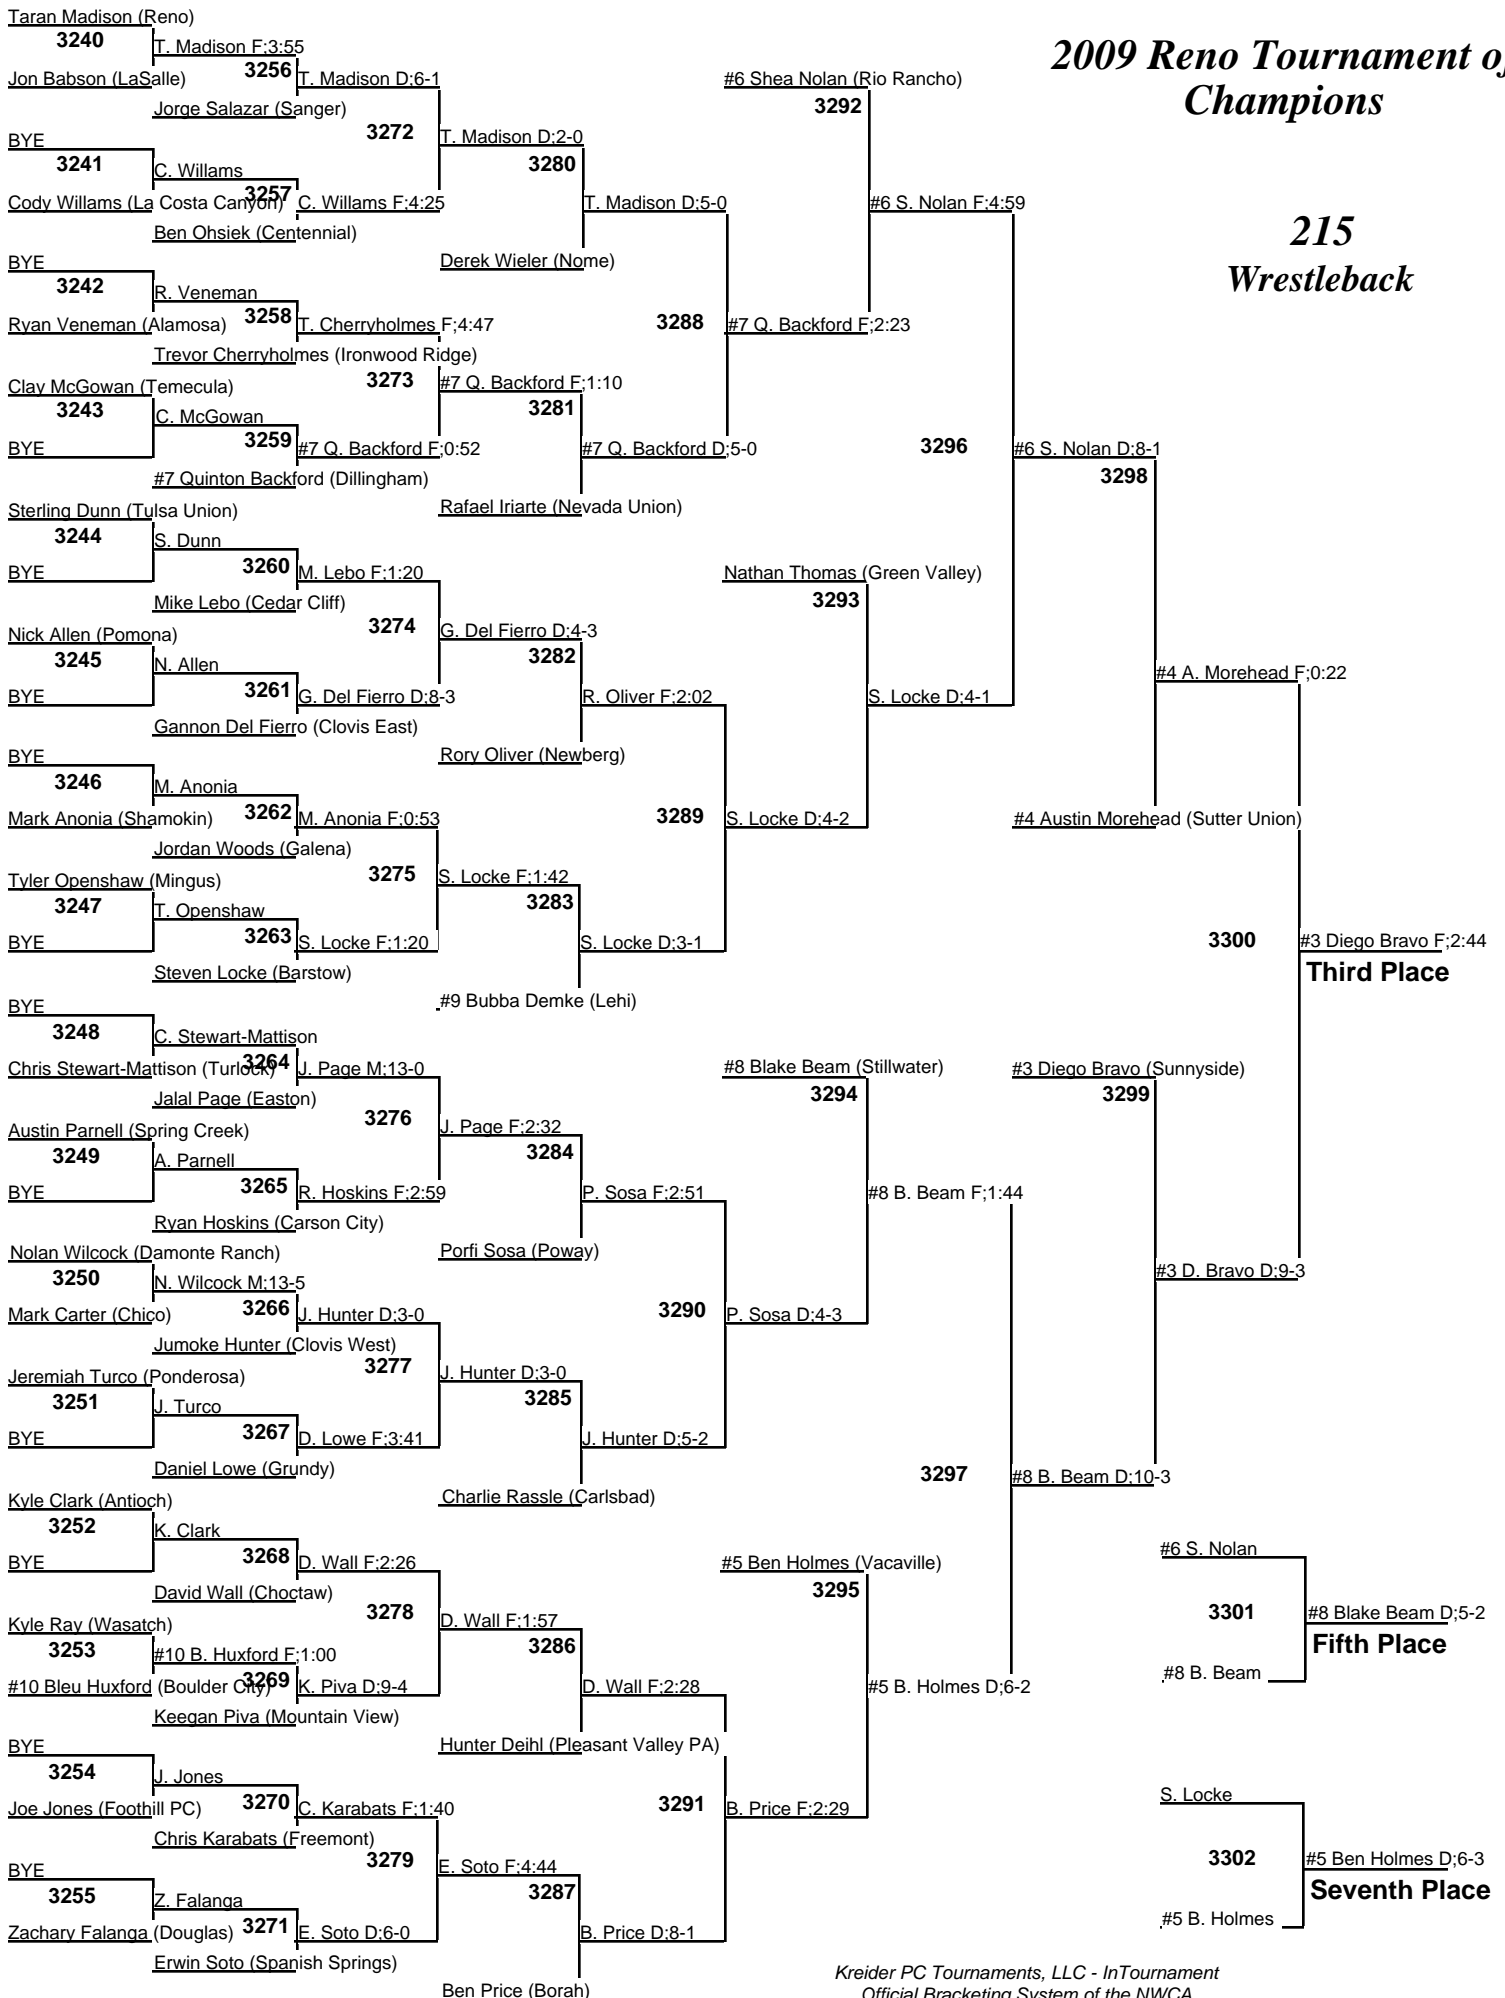 2009 Reno Tournament of
Champions
215
Wrestleback
Taran Madison (Reno)
3240
T. Madison F;3:55
Jon Babson (LaSalle)
3256
T. Madison D;6-1
Jorge Salazar (Sanger)
3272
T. Madison D;2-0
BYE
3241
C. Willams
3257
Cody Willams (La Costa Canyon)
C. Willams F;4:25
Ben Ohsiek (Centennial)
3280
T. Madison D;5-0
Derek Wieler (Nome)
BYE
3242
R. Veneman
Ryan Veneman (Alamosa)
3258
T. Cherryholmes F;4:47
Trevor Cherryholmes (Ironwood Ridge)
3273
#7 Q. Backford F;1:10
Clay McGowan (Temecula)
3243
C. McGowan
BYE
3259
#7 Q. Backford F;0:52
#7 Quinton Backford (Dillingham)
3281
#7 Q. Backford D;5-0
Rafael Iriarte (Nevada Union)
3288
#7 Q. Backford F;2:23
#6 Shea Nolan (Rio Rancho)
3292
#6 S. Nolan F;4:59
Sterling Dunn (Tulsa Union)
3244
S. Dunn
BYE
3260
M. Lebo F;1:20
Mike Lebo (Cedar Cliff)
3274
G. Del Fierro D;4-3
Nick Allen (Pomona)
3245
N. Allen
BYE
3261
G. Del Fierro D;8-3
Gannon Del Fierro (Clovis East)
3282
R. Oliver F;2:02
Rory Oliver (Newberg)
BYE
3246
M. Anonia
Mark Anonia (Shamokin)
3262
M. Anonia F;0:53
Jordan Woods (Galena)
3275
S. Locke F;1:42
Tyler Openshaw (Mingus)
3247
T. Openshaw
BYE
3263
S. Locke F;1:20
Steven Locke (Barstow)
3283
S. Locke D;3-1
#9 Bubba Demke (Lehi)
3289
S. Locke D;4-2
Nathan Thomas (Green Valley)
3293
S. Locke D;4-1
3296
#6 S. Nolan D;8-1
3298
#4 A. Morehead F;0:22
#4 Austin Morehead (Sutter Union)
3300
#3 Diego Bravo F;2:44
Third Place
BYE
3248
C. Stewart-Mattison
3264
Chris Stewart-Mattison (Turlock)
J. Page M;13-0
Jalal Page (Easton)
3276
J. Page F;2:32
Austin Parnell (Spring Creek)
3249
A. Parnell
BYE
3265
R. Hoskins F;2:59
Ryan Hoskins (Carson City)
3284
P. Sosa F;2:51
Porfi Sosa (Poway)
Nolan Wilcock (Damonte Ranch)
3250
N. Wilcock M;13-5
Mark Carter (Chico)
3266
J. Hunter D;3-0
Jumoke Hunter (Clovis West)
3277
J. Hunter D;3-0
Jeremiah Turco (Ponderosa)
3251
J. Turco
BYE
3267
D. Lowe F;3:41
Daniel Lowe (Grundy)
3285
J. Hunter D;5-2
Charlie Rassle (Carlsbad)
3290
P. Sosa D;4-3
#8 Blake Beam (Stillwater)
3294
#8 B. Beam F;1:44
#3 Diego Bravo (Sunnyside)
3299
#3 D. Bravo D;9-3
Kyle Clark (Antioch)
3252
K. Clark
BYE
3268
D. Wall F;2:26
David Wall (Choctaw)
3278
D. Wall F;1:57
Kyle Ray (Wasatch)
3253
#10 B. Huxford F;1:00
3269
#10 Bleu Huxford (Boulder City)
K. Piva D;9-4
Keegan Piva (Mountain View)
3286
D. Wall F;2:28
Hunter Deihl (Pleasant Valley PA)
BYE
3254
J. Jones
Joe Jones (Foothill PC)
3270
C. Karabats F;1:40
Chris Karabats (Freemont)
3279
E. Soto F;4:44
BYE
3255
Z. Falanga
Zachary Falanga (Douglas)
3271
E. Soto D;6-0
Erwin Soto (Spanish Springs)
3287
B. Price D;8-1
Ben Price (Borah)
3291
B. Price F;2:29
#5 Ben Holmes (Vacaville)
3295
#5 B. Holmes D;6-2
3297
#8 B. Beam D;10-3
#6 S. Nolan
3301
#8 Blake Beam D;5-2
Fifth Place
#8 B. Beam
S. Locke
3302
#5 Ben Holmes D;6-3
Seventh Place
#5 B. Holmes
Kreider PC Tournaments, LLC - InTournament
Official Bracketing System of the NWCA